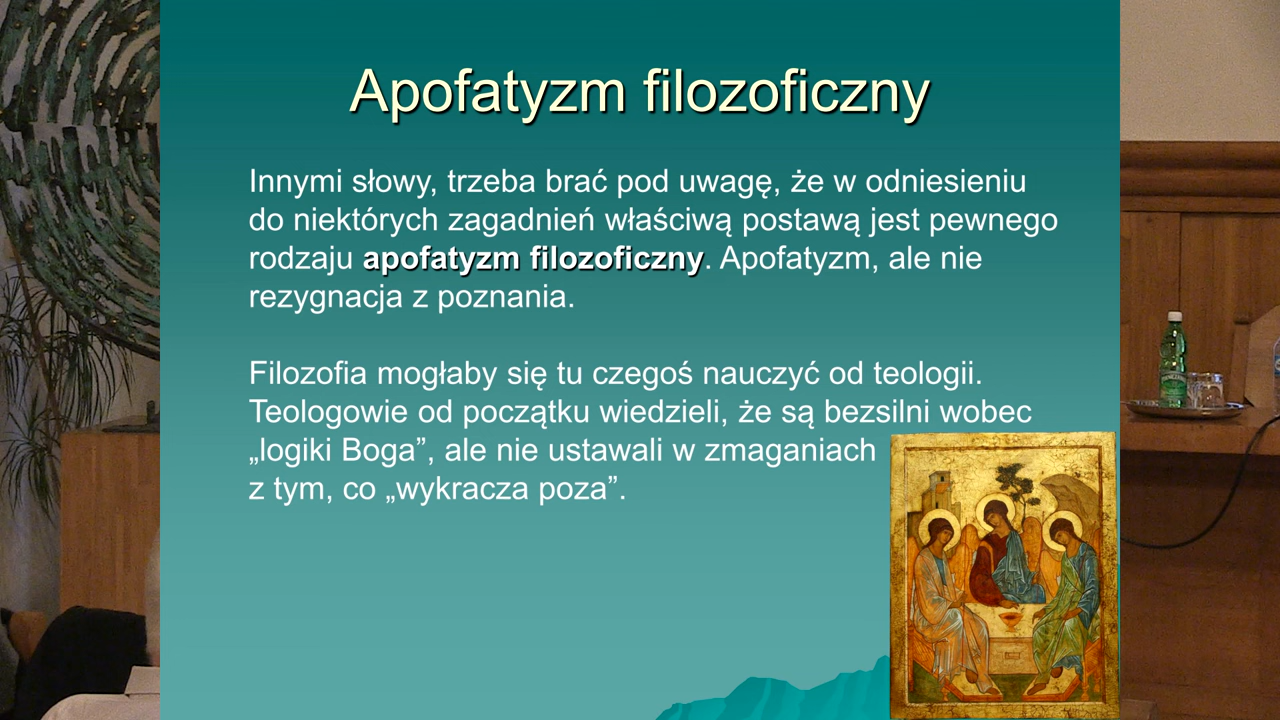 Apofatyzm filozoficzny
Innymi słowy, trzeba brać pod uwagę, że w odniesieniu
do niektórych zagadnień właściwą postawą jest pewnego
rodzaju apofatyzm filozoficzny. Apofatyzm, ale nie
rezygnacja z poznania.
Filozofia mogłaby się tu czegoś nauczyć od teologii.
Teologowie od początku wiedzieli, że są bezsilni wobec
„logiki Boga”, ale nie ustawali w zmaganiach
z tym, co „wykracza poza”.